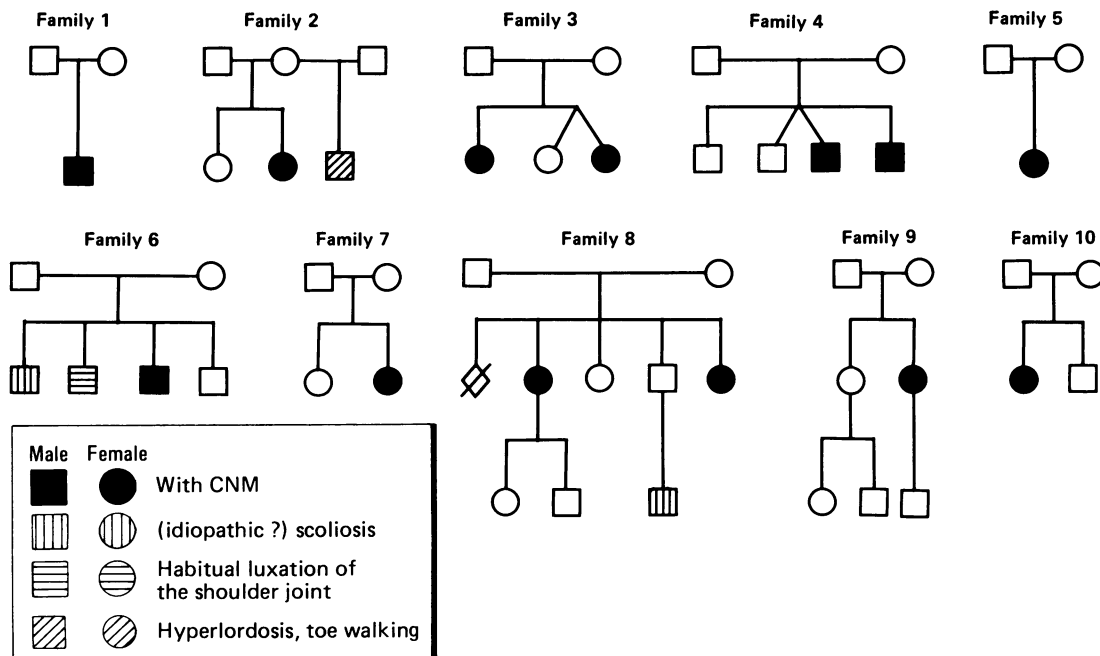 Family 1
Family 2
Family 3
Family 4
Family 5
Family 6
Family 7
Family 8
Family 9
Family 10
Male Female
With CNM
(idiopathic ?) scoliosis
Habitual luxation of
the shoulder joint
Hyperlordosis, toe walking